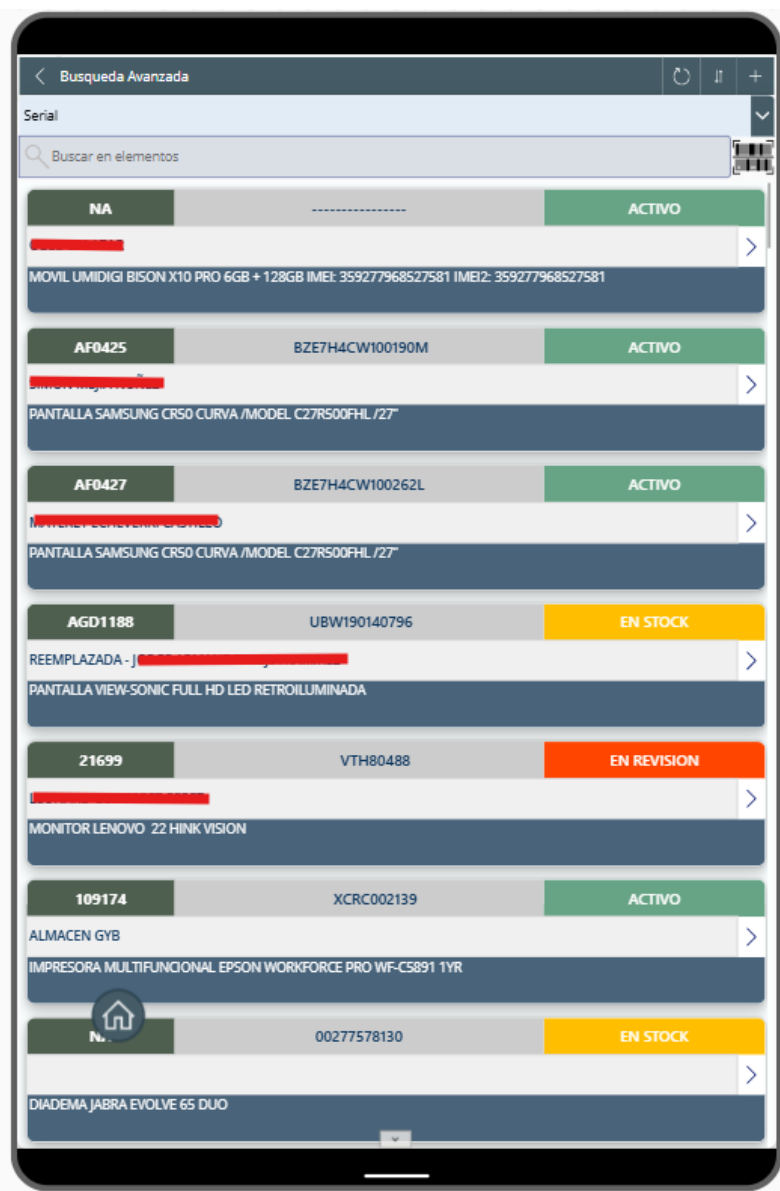 Busqueda Avanzada
Serial
Buscar en elementos
NA ---------------- ACTIVO
MOVIL UMIDIGI BISON X10 PRO 6GB + 128GB IMEI: 359277968527581 IMEI2: 359277968527581
AF0425 BZE7H4CW100190M ACTIVO
PANTALLA SAMSUNG CR50 CURVA /MODEL C27R500FHL /27"
AF0427 BZE7H4CW100262L ACTIVO
PANTALLA SAMSUNG CR50 CURVA /MODEL C27R500FHL /27"
AGD1188 UBW190140796 EN STOCK
REEMPLAZADA -
PANTALLA VIEW-SONIC FULL HD LED RETROILUMINADA
21699 VTH80488 EN REVISION
MONITOR LENOVO 22 HINK VISION
109174 XCRC002139 ACTIVO
ALMACEN GYB
IMPRESORA MULTIFUNCIONAL EPSON WORKFORCE PRO WF-C5891 1YR
00277578130 EN STOCK
DIADEMA JABRA EVOLVE 65 DUO